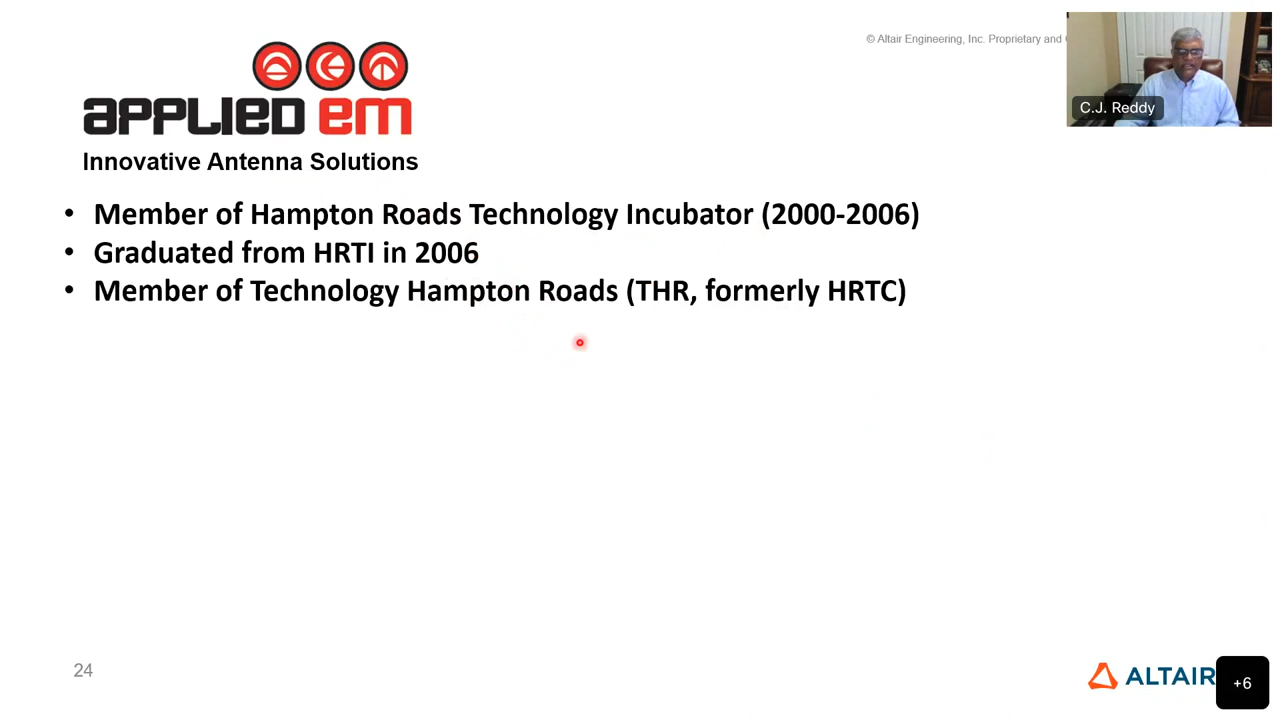 © Altair Engineering, Inc. Proprietary and
C.J. Reddy
APPLIED EM
Innovative Antenna Solutions
• Member of Hampton Roads Technology Incubator (2000-2006)
• Graduated from HRTI in 2006
• Member of Technology Hampton Roads (THR, formerly HRTC)
24
ALTAIR
+6